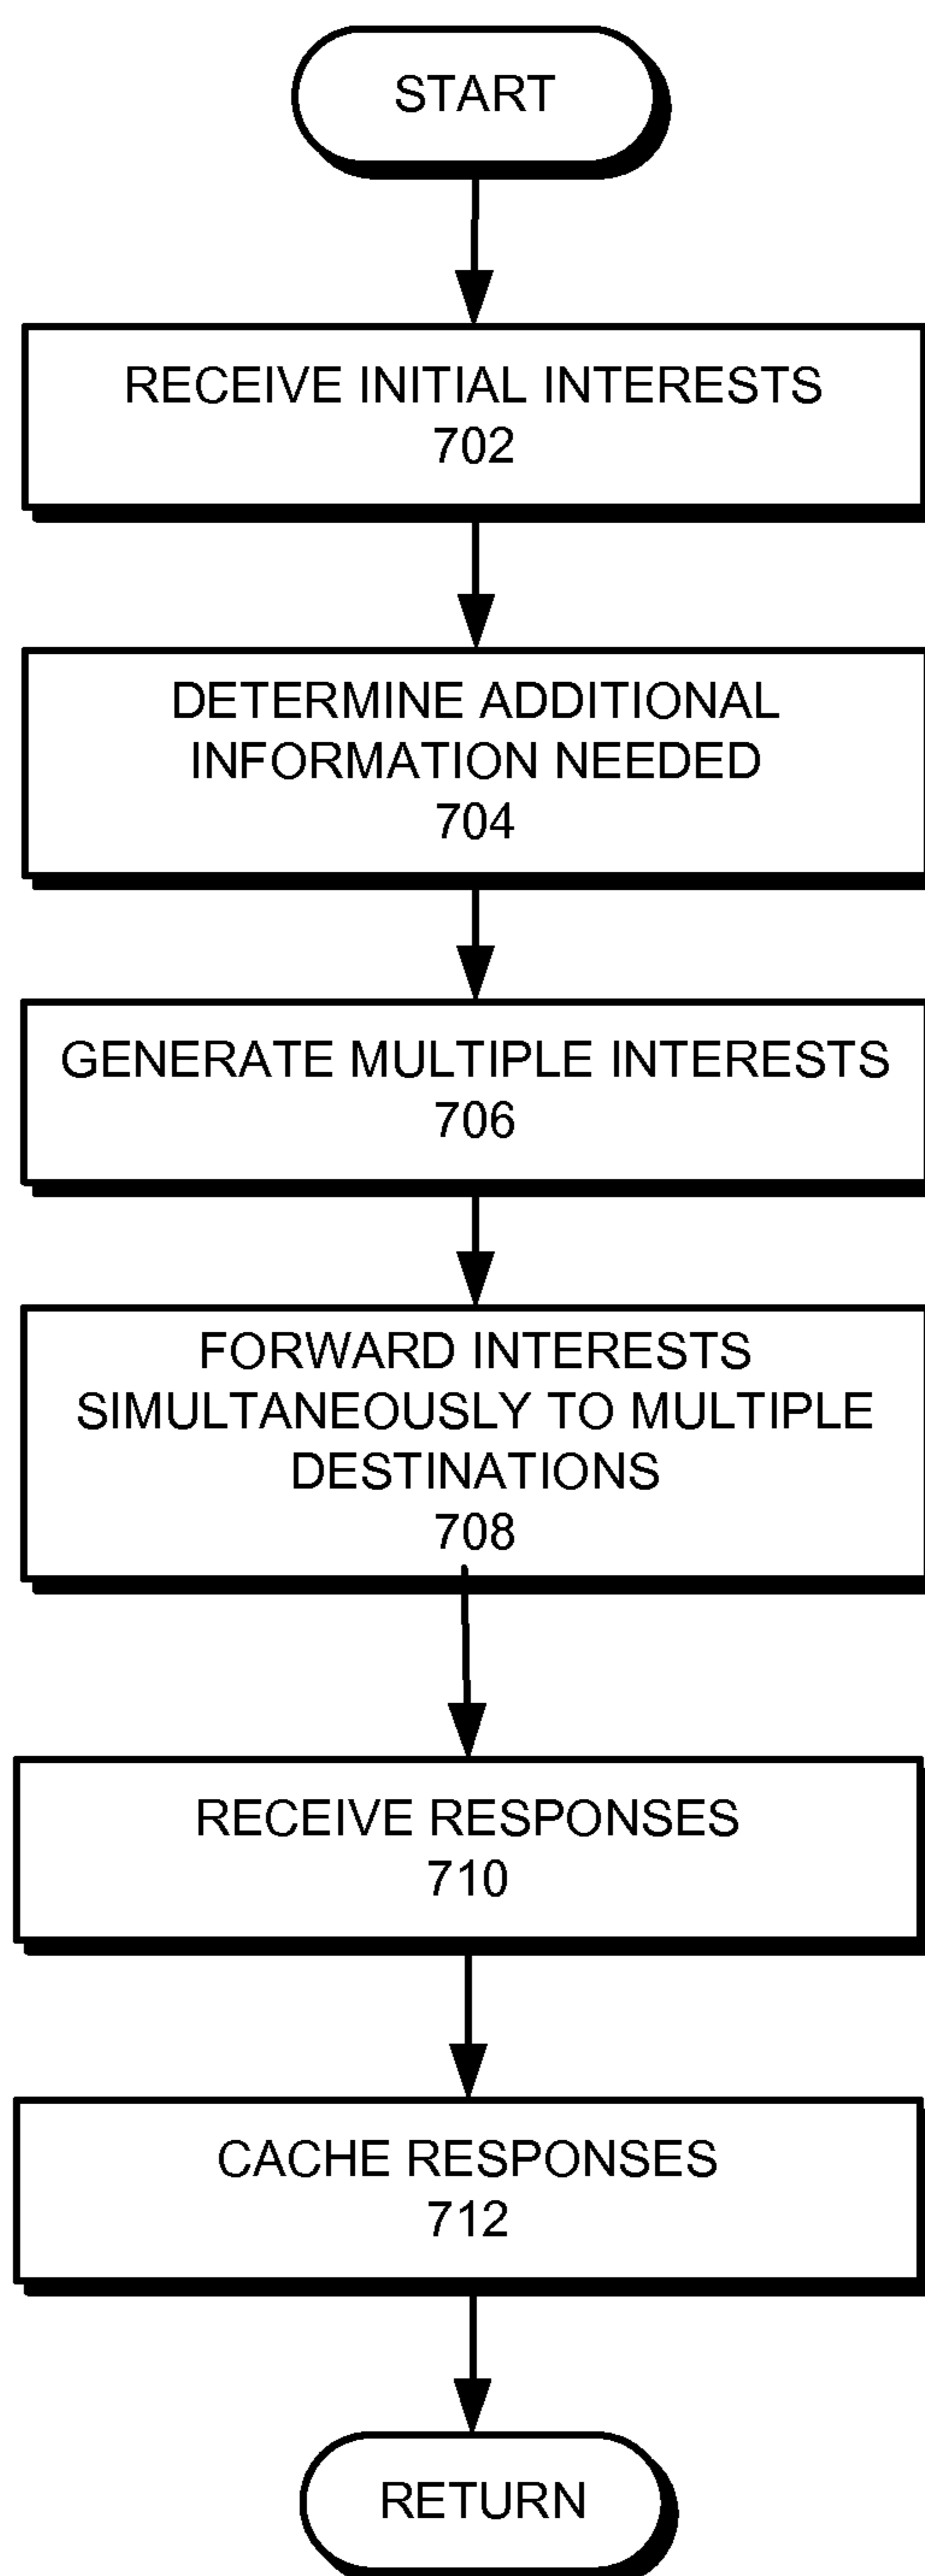 START
RECEIVE INITIAL INTERESTS
702
DETERMINE ADDITIONAL
INFORMATION NEEDED
704
GENERATE MULTIPLE INTERESTS
706
FORWARD INTERESTS
SIMULTANEOUSLY TO MULTIPLE
DESTINATIONS
708
RECEIVE RESPONSES
710
CACHE RESPONSES
712
RETURN